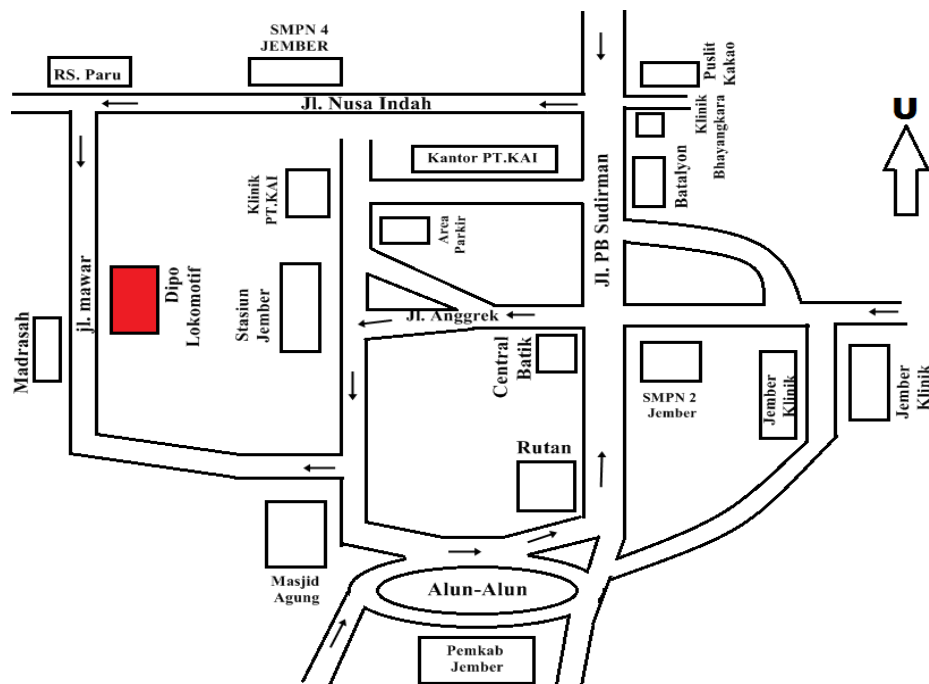 SMPN 4
JEMBER
RS. Paru
Puslit
Kakao
Jl. Nusa Indah
Klinik
Bhayangkara
U
Kantor PT.KAI
Batalyon
Klinik
PT.KAI
Jl. PB Sudirman
Area
Parkir
jl. mawar
Dipo
Lokomotif
Stasiun
Jember
Jl. Anggrek
Madrasah
Central
Batik
SMPN 2
Jember
Jember
Klinik
Jember
Klinik
Rutan
Masjid
Agung
Alun-Alun
Pemkab
Jember